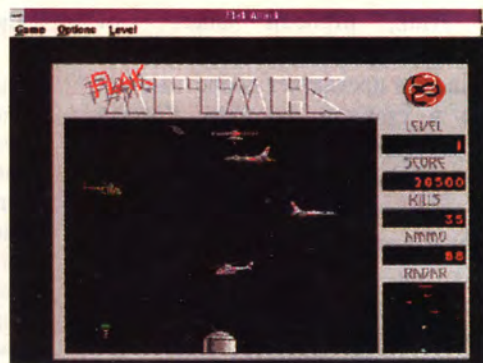 Flak Attack
Game Options Level
FLAK
ATTACK
LEVEL
1
SCORE
20500
KILLS
35
AMMO
88
RADAR